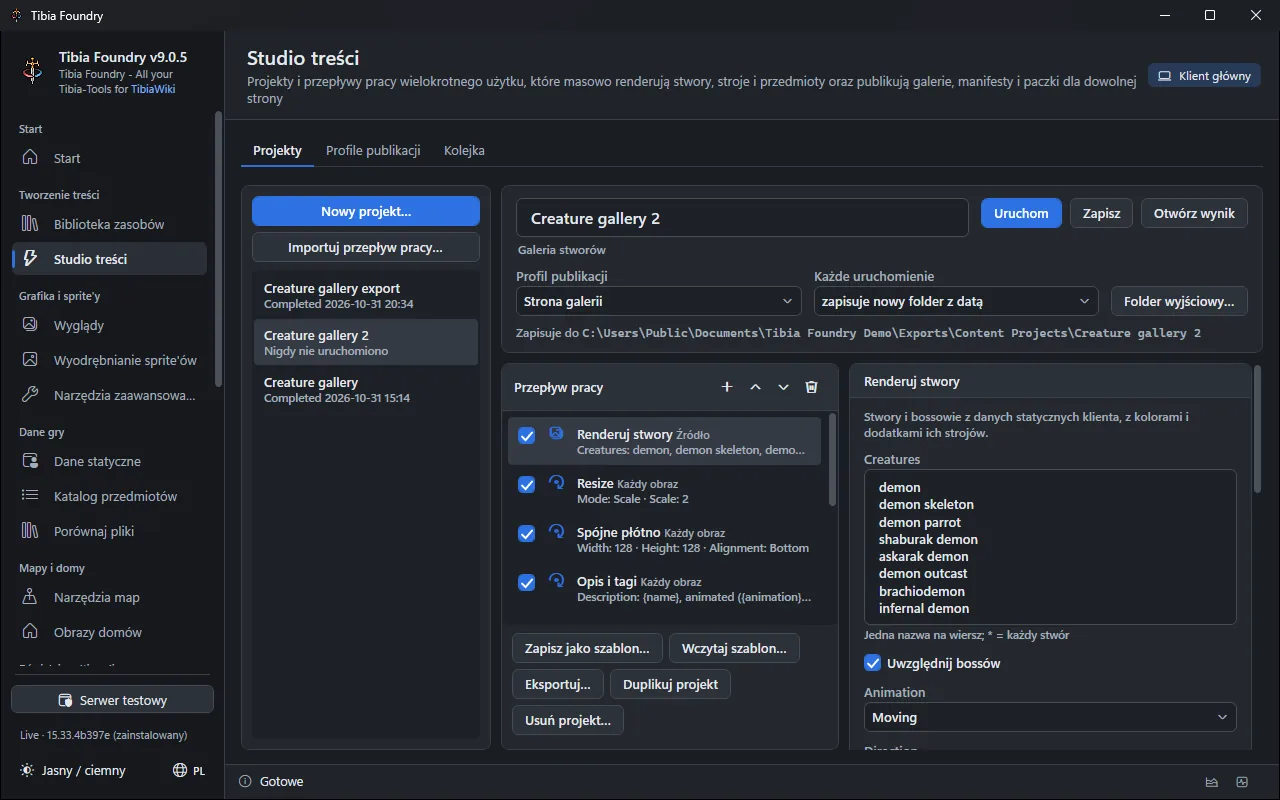 Tibia Foundry
Tibia Foundry v9.0.5
Tibia Foundry - All your
Tibia-Tools for TibiaWiki
Start
Start
Tworzenie treści
Biblioteka zasobów
Studio treści
Grafika i sprite'y
Wyglądy
Wyodrębnianie sprite'ów
Narzędzia zaawansowa...
Dane gry
Dane statyczne
Katalog przedmiotów
Porównaj pliki
Mapy i domy
Narzędzia map
Obrazy domów
Serwer testowy
Live · 15.33.4b397e (zainstalowany)
Jasny / ciemny
PL
Studio treści
Projekty i przepływy pracy wielokrotnego użytku, które masowo renderują stwory, stroje i przedmioty oraz publikują galerie, manifesty i paczki dla dowolnej
strony
Klient główny
Projekty
Profile publikacji
Kolejka
Nowy projekt...
Importuj przepływ pracy...
Creature gallery export
Completed 2026-10-31 20:34
Creature gallery 2
Nigdy nie uruchomiono
Creature gallery
Completed 2026-10-31 15:14
Creature gallery 2
Uruchom
Zapisz
Otwórz wynik
Galeria stworów
Profil publikacji
Każde uruchomienie
Strona galerii
zapisuje nowy folder z datą
Folder wyjściowy...
Zapisuje do C:\Users\Public\Documents\Tibia Foundry Demo\Exports\Content Projects\Creature gallery 2
Przepływ pracy
Renderuj stwory Źródło
Creatures: demon, demon skeleton, demo...
Resize Każdy obraz
Mode: Scale · Scale: 2
Spójne płótno Każdy obraz
Width: 128 · Height: 128 · Alignment: Bottom
Opis i tagi Każdy obraz
Description: {name}, animated ({animation}...
Zapisz jako szablon...
Wczytaj szablon...
Eksportuj...
Duplikuj projekt
Usuń projekt...
Renderuj stwory
Stwory i bossowie z danych statycznych klienta, z kolorami i
dodatkami ich strojów.
Creatures
demon
demon skeleton
demon parrot
shaburak demon
askarak demon
demon outcast
brachiodemon
infernal demon
Jedna nazwa na wiersz; * = każdy stwór
Uwzględnij bossów
Animation
Moving
Direction
Gotowe